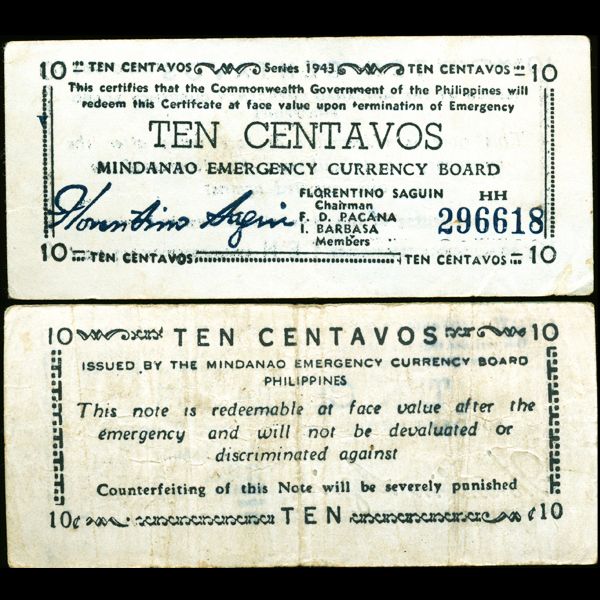 10 TEN CENTAVOS Series 1943 TEN CENTAVOS 10
This certifies that the Commonwealth Government of the Philippines will
redeem this Certifcate at face value upon termination of Emergency
TEN CENTAVOS
MINDANAO EMERGENCY CURRENCY BOARD
Florentino Saguin
FLORENTINO SAGUIN
Chairman
F. D. PACANA
I. BARBASA
Members
HH
296618
10 TEN CENTAVOS TEN CENTAVOS 10
10 TEN CENTAVOS 10
ISSUED BY THE MINDANAO EMERGENCY CURRENCY BOARD
PHILIPPINES
This note is redeemable at face value after the
emergency and will not be devaluated or
discriminated against
Counterfeiting of this Note will be severely punished
10¢ TEN ¢10